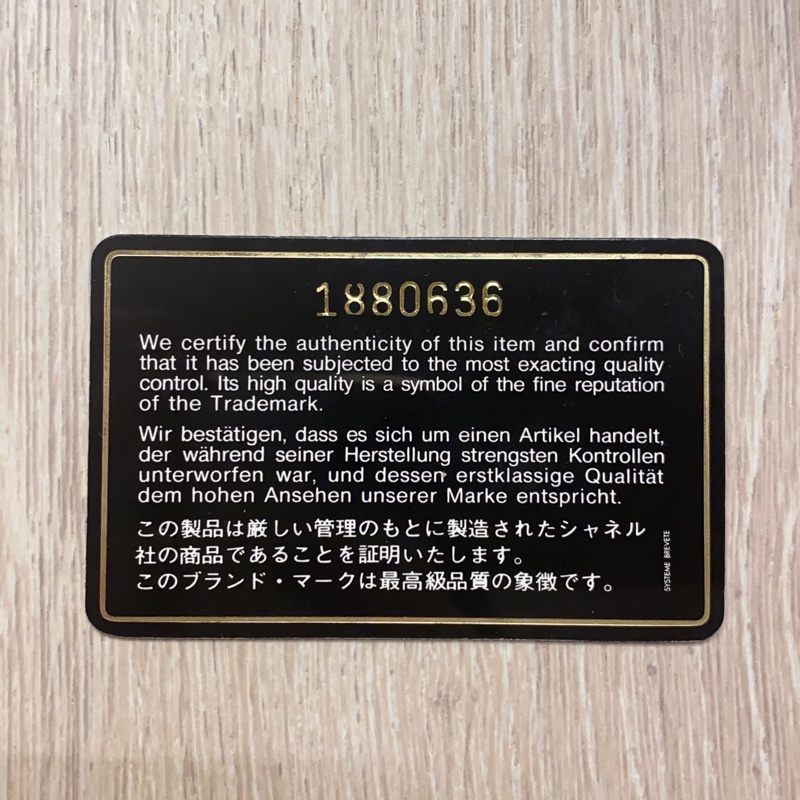 1880636
We certify the authenticity of this item and confirm
that it has been subjected to the most exacting quality
control. Its high quality is a symbol of the fine reputation
of the Trademark.
Wir bestätigen, dass es sich um einen Artikel handelt,
der während seiner Herstellung strengsten Kontrollen
unterworfen war, und dessen erstklassige Qualität
dem hohen Ansehen unserer Marke entspricht.
この製品は厳しい管理のもとに製造されたシャネル
社の商品であることを証明いたします。
このブランド・マークは最高級品質の象徴です。
SYSTEME BREVETE